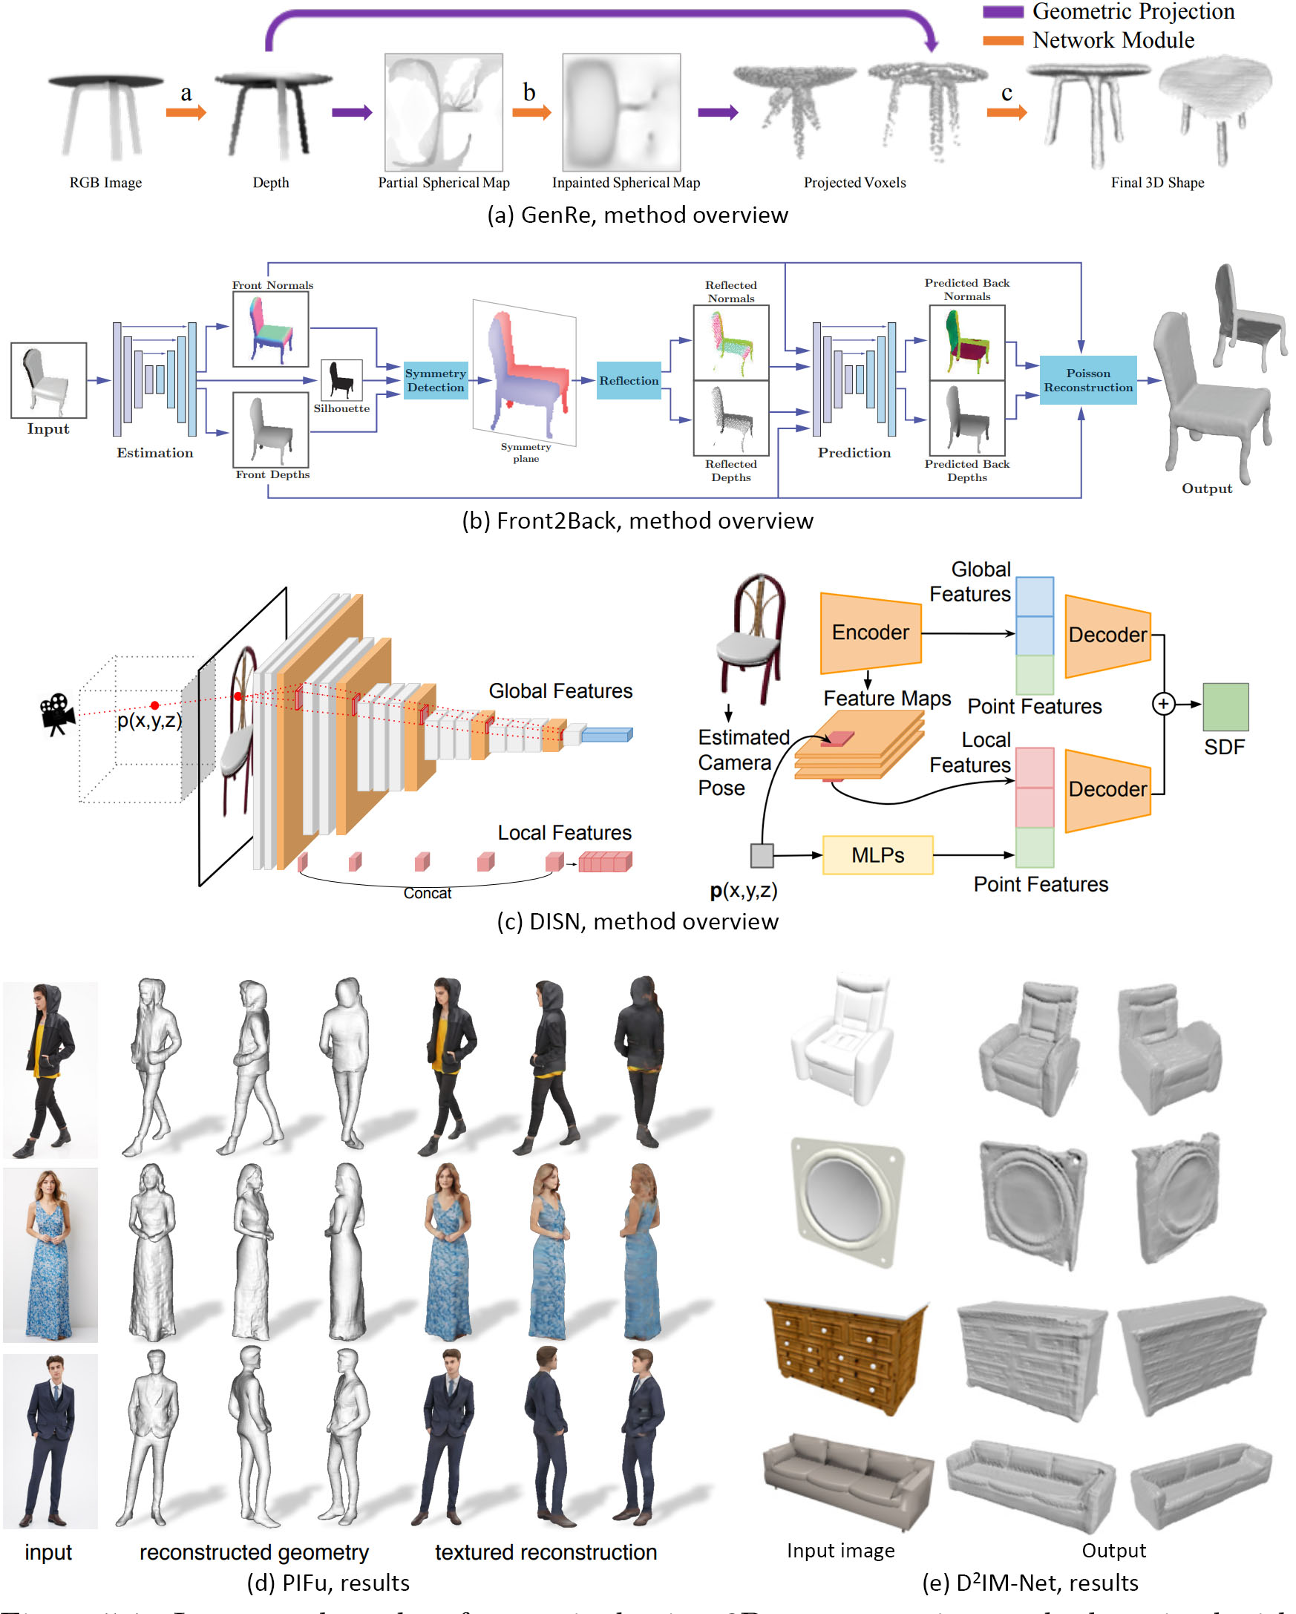 Geometric Projection
Network Module
a
b
c
RGB Image
Depth
Partial Spherical Map
Inpainted Spherical Map
Projected Voxels
Final 3D Shape
(a) GenRe, method overview
Front Normals
Reflected
Normals
Predicted Back
Normals
Input
Estimation
Silhouette
Front Depths
Symmetry
Detection
Symmetry
plane
Reflection
Reflected
Depths
Prediction
Predicted Back
Depths
Poisson
Reconstruction
Output
(b) Front2Back, method overview
p(x,y,z)
Global Features
Local Features
Concat
Estimated
Camera
Pose
Encoder
Feature Maps
Global
Features
Point Features
Local
Features
Decoder
Decoder
+
SDF
MLPs
p(x,y,z)
Point Features
(c) DISN, method overview
input
reconstructed geometry
textured reconstruction
(d) PIFu, results
Input image
Output
(e) D²IM-Net, results